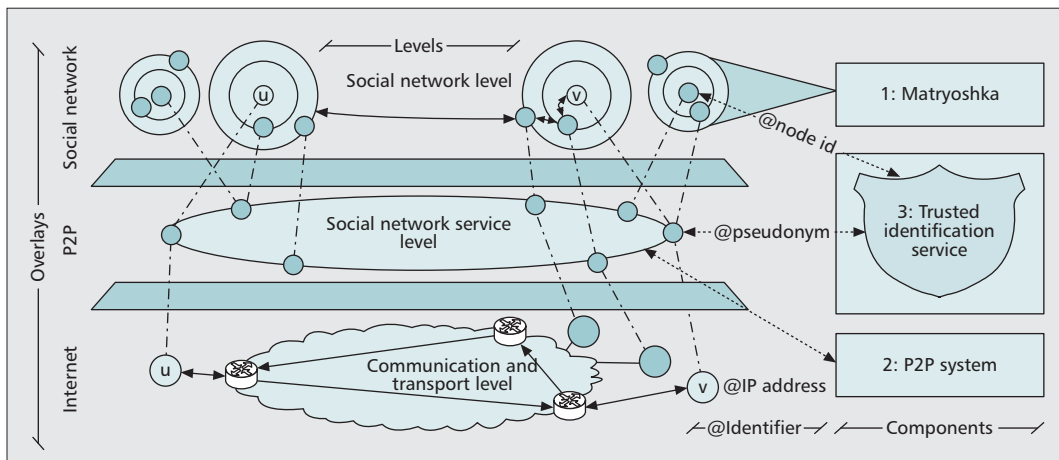 Overlays
Social network
P2P
Internet
Levels
Social network level
u
v
1: Matryoshka
@node id
Social network service
level
@pseudonym
3: Trusted
identification
service
u
Communication and
transport level
v
@IP address
2: P2P system
@Identifier
Components